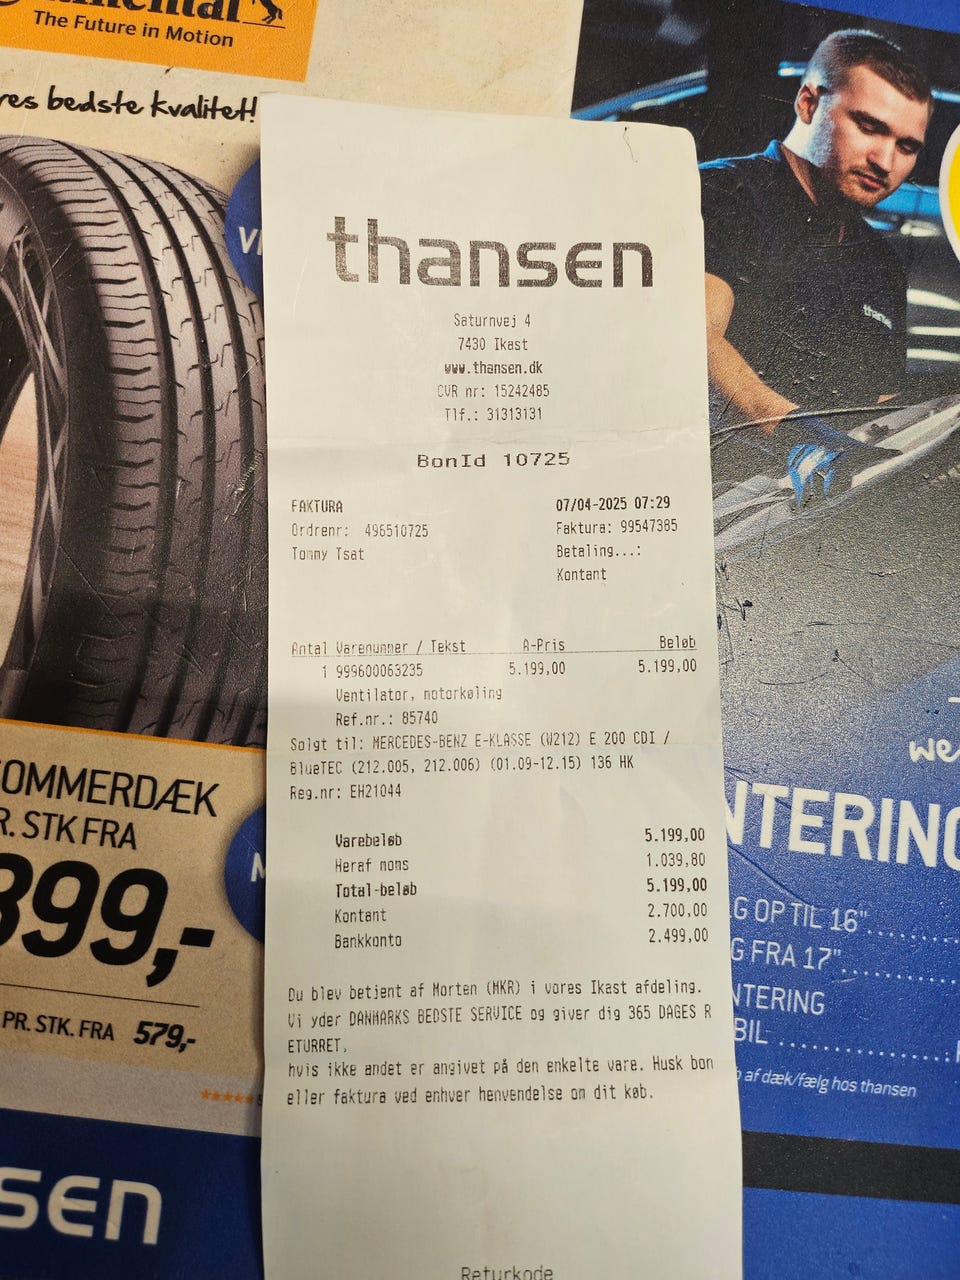 The Future in Motion
bedste kvalitet!
thansen
Saturnvej 4
7430 Ikast
www.thansen.dk
CVR nr: 15242485
Tlf.: 31313131
BonId 10725
FAKTURA 07/04-2025 07:29
Ordrenr: 496510725 Faktura: 99547385
Tommy Tsat Betaling...:
Kontant
Antal Varenummer / Tekst A-Pris Beløb
1 999600063235 5.199,00 5.199,00
Ventilator, motorkøling
Ref.nr.: 85740
Solgt til: MERCEDES-BENZ E-KLASSE (W212) E 200 CDI /
BlueTEC (212.005, 212.006) (01.09-12.15) 136 HK
Reg.nr: EH21044
Varebeløb 5.199,00
Heraf moms 1.039,80
Total-beløb 5.199,00
Kontant 2.700,00
Bankkonto 2.499,00
Du blev betjent af Morten (MKR) i vores Ikast afdeling.
Vi yder DANMARKS BEDSTE SERVICE og giver dig 365 DAGES R
ETURRET,
hvis ikke andet er angivet på den enkelte vare. Husk bon
eller faktura ved enhver henvendelse om dit køb.
Returkode
OMMERDÆK
R. STK FRA
899,-
PR. STK. FRA 579,-
SEN
thansen
we
NTERING
G OP TIL 16"
G FRA 17"
NTERING
BIL
af dæk/fælg hos thansen